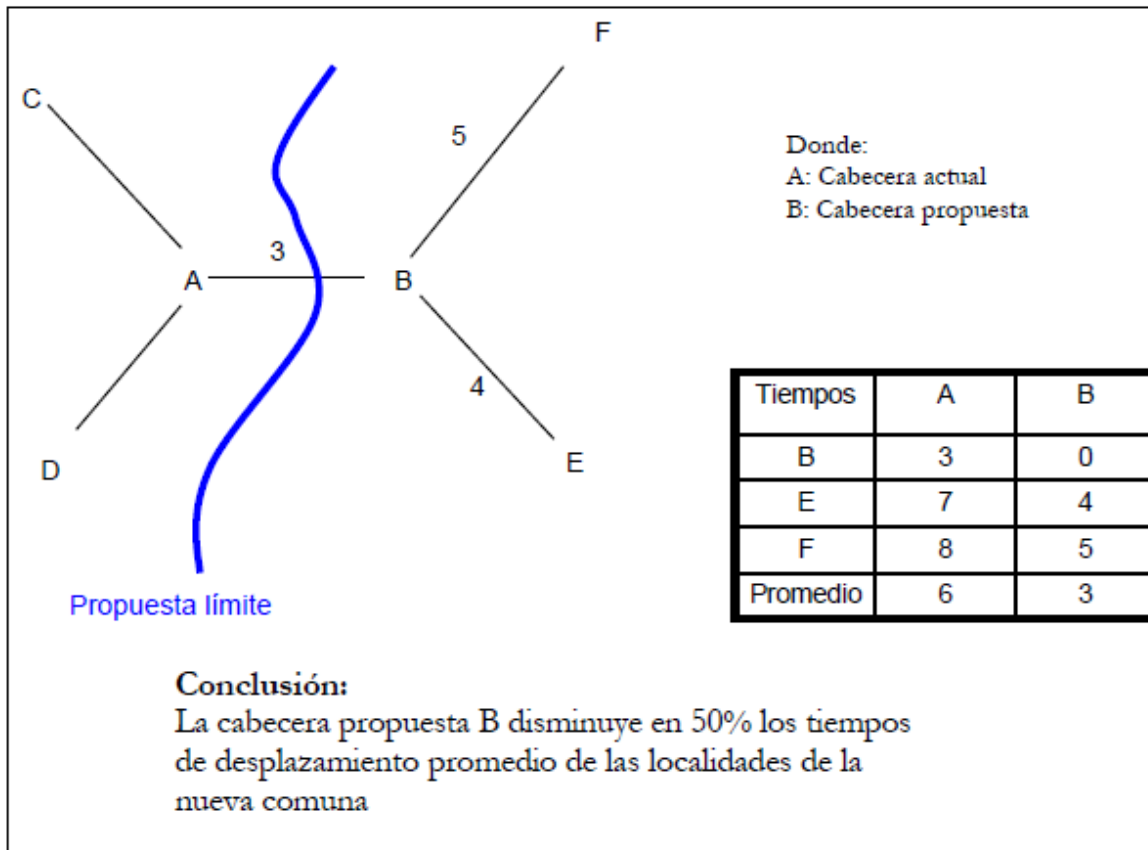 F
C
5
Donde:
A: Cabecera actual
B: Cabecera propuesta
3
A
B
4
D
E
Tiempos A B
B 3 0
E 7 4
F 8 5
Promedio 6 3
Propuesta límite
Conclusión:
La cabecera propuesta B disminuye en 50% los tiempos
de desplazamiento promedio de las localidades de la
nueva comuna